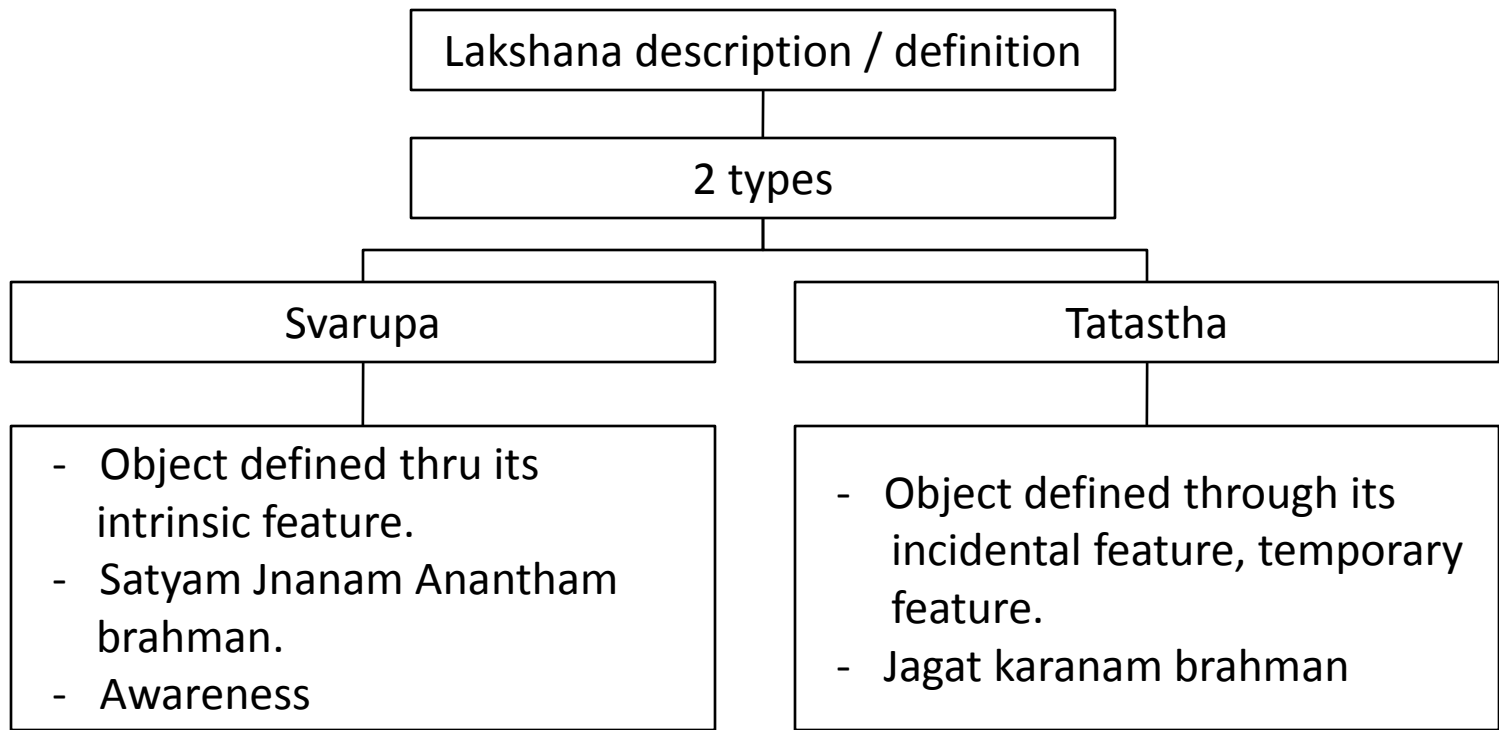 Lakshana description / definition
2 types
Svarupa
Tatastha
- Object defined thru its
intrinsic feature.
- Satyam Jnanam Anantham
brahman.
- Awareness
- Object defined through its
incidental feature, temporary
feature.
- Jagat karanam brahman